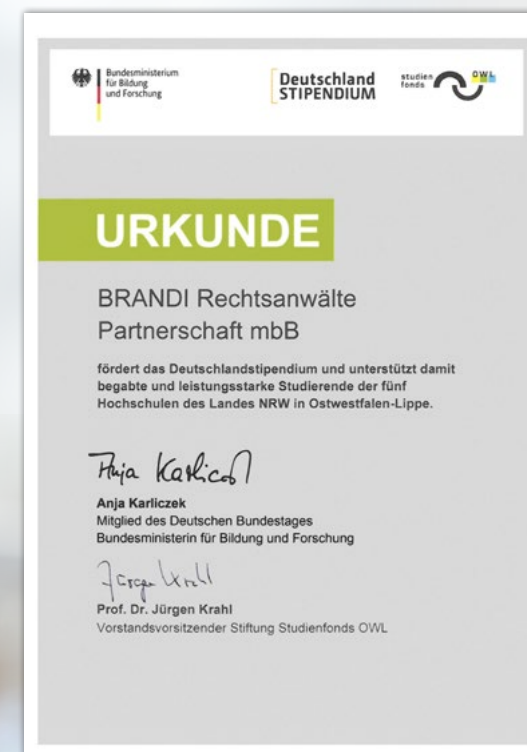 Bundesministerium
für Bildung
und Forschung
Deutschland
STIPENDIUM
studien
fonds
OWL
URKUNDE
BRANDI Rechtsanwälte
Partnerschaft mbB
fördert das Deutschlandstipendium und unterstützt damit
begabte und leistungsstarke Studierende der fünf
Hochschulen des Landes NRW in Ostwestfalen-Lippe.
Anja Karliczek
Anja Karliczek
Mitglied des Deutschen Bundestages
Bundesministerin für Bildung und Forschung
Jürgen Krahl
Prof. Dr. Jürgen Krahl
Vorstandsvorsitzender Stiftung Studienfonds OWL